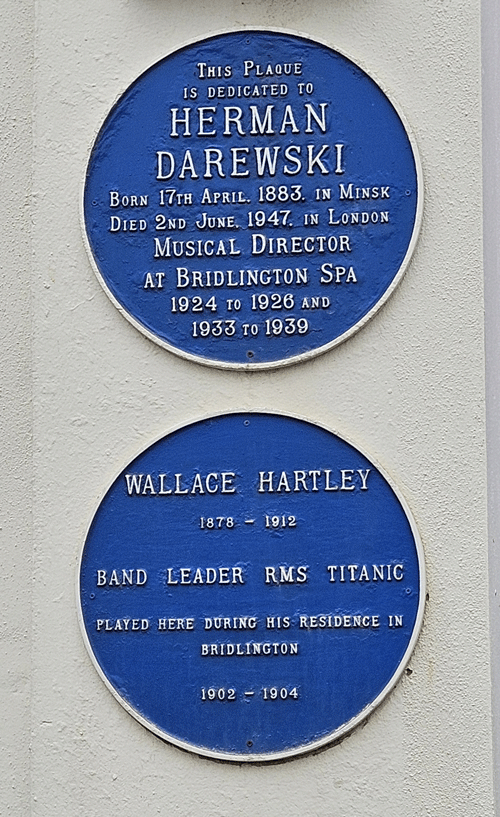 This Plaque
is dedicated to
HERMAN
DAREWSKI
Born 17th April. 1883. in Minsk
Died 2nd June. 1947. in London
Musical Director
at Bridlington Spa
1924 to 1926 and
1933 to 1939
WALLACE HARTLEY
1878 - 1912
BAND LEADER RMS TITANIC
PLAYED HERE DURING HIS RESIDENCE IN
BRIDLINGTON
1902 - 1904